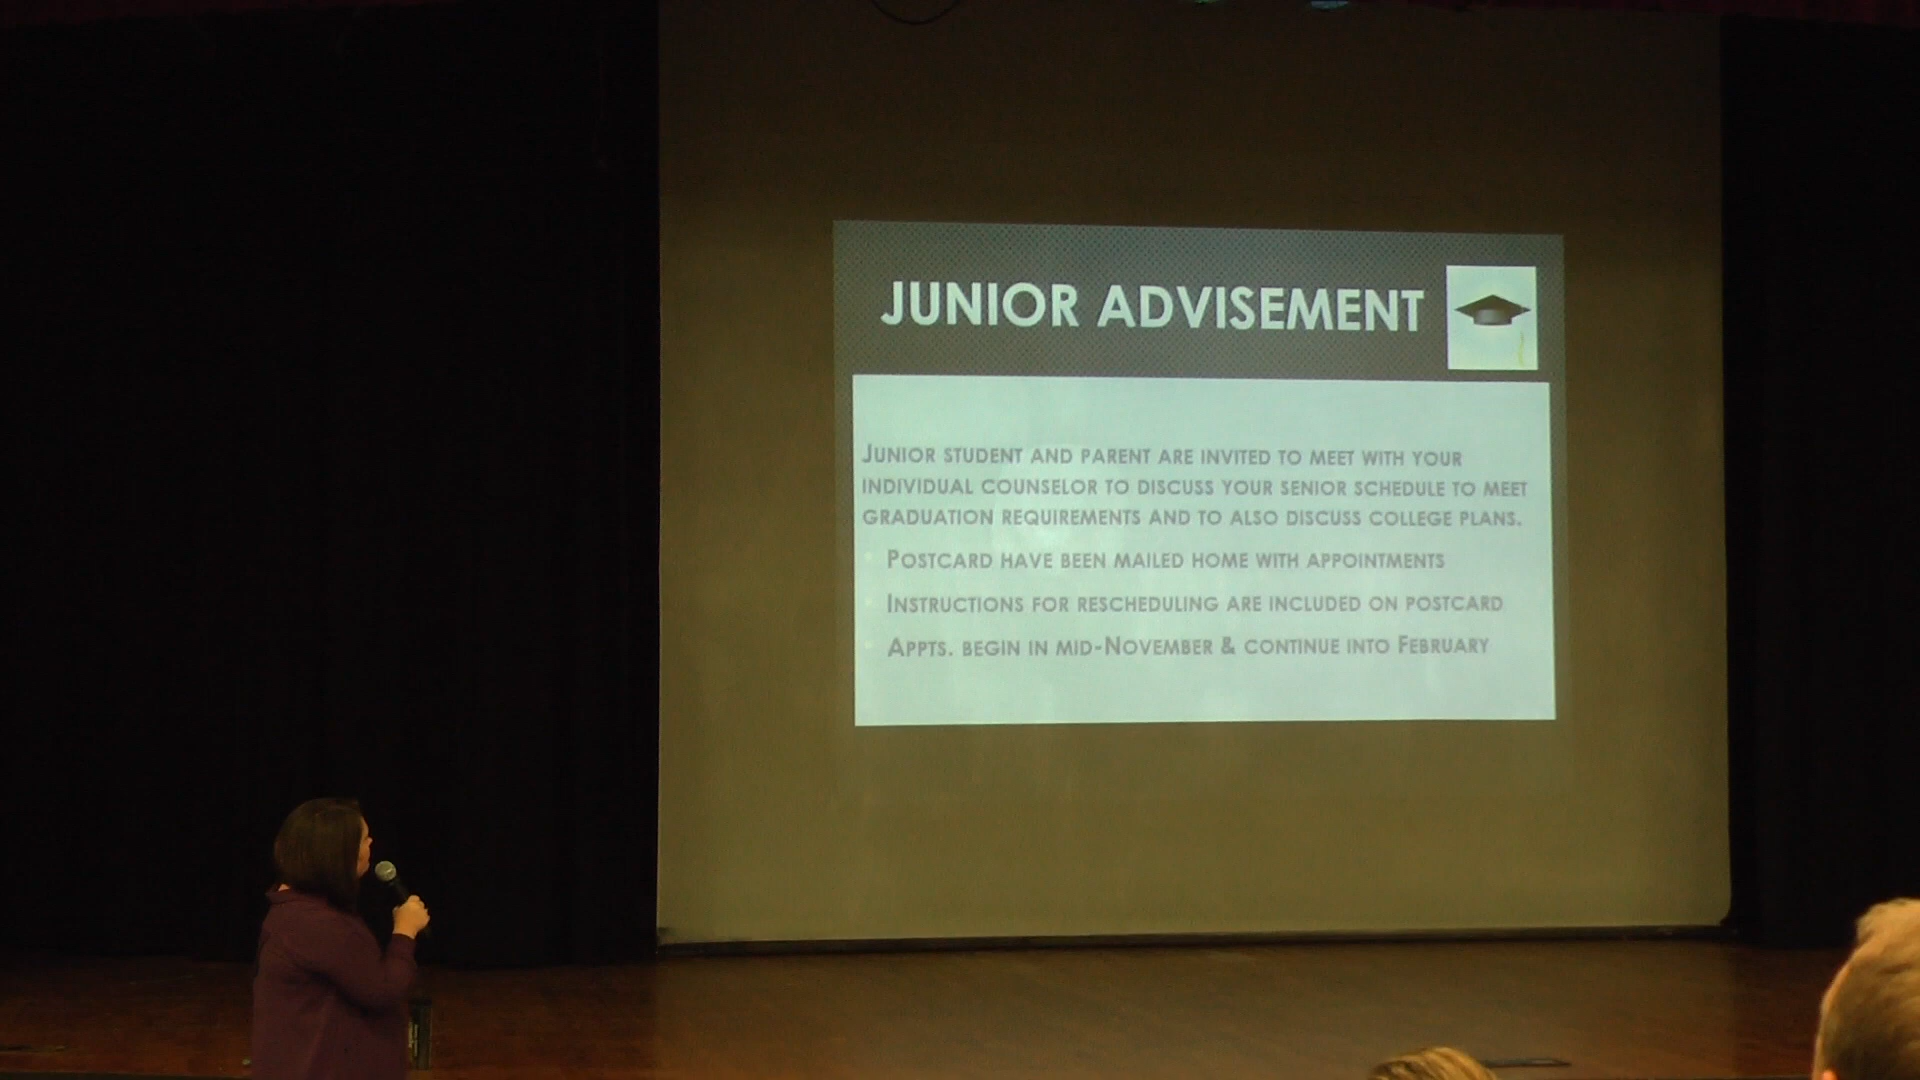 JUNIOR ADVISEMENT
JUNIOR STUDENT AND PARENT ARE INVITED TO MEET WITH YOUR
INDIVIDUAL COUNSELOR TO DISCUSS YOUR SENIOR SCHEDULE TO MEET
GRADUATION REQUIREMENTS AND TO ALSO DISCUSS COLLEGE PLANS.
POSTCARD HAVE BEEN MAILED HOME WITH APPOINTMENTS
INSTRUCTIONS FOR RESCHEDULING ARE INCLUDED ON POSTCARD
APPTS. BEGIN IN MID-NOVEMBER & CONTINUE INTO FEBRUARY